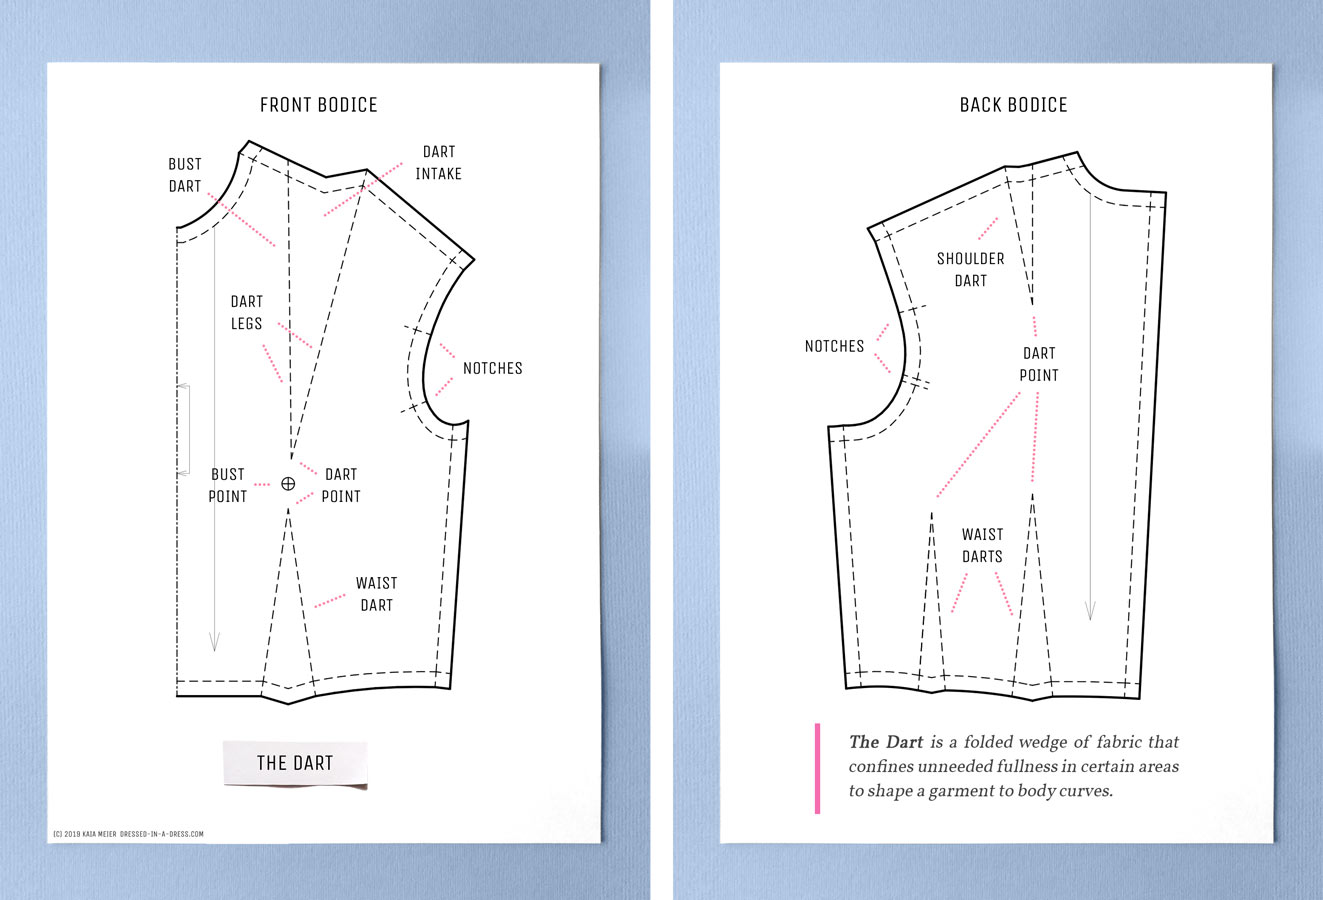 FRONT BODICE
BUST
DART
DART
INTAKE
DART
LEGS
NOTCHES
BUST
POINT
DART
POINT
WAIST
DART
THE DART
(C) 2019 KAIA MEIER DRESSED-IN-A-DRESS.COM
BACK BODICE
SHOULDER
DART
NOTCHES
DART
POINT
WAIST
DARTS
The Dart is a folded wedge of fabric that
confines unneeded fullness in certain areas
to shape a garment to body curves.